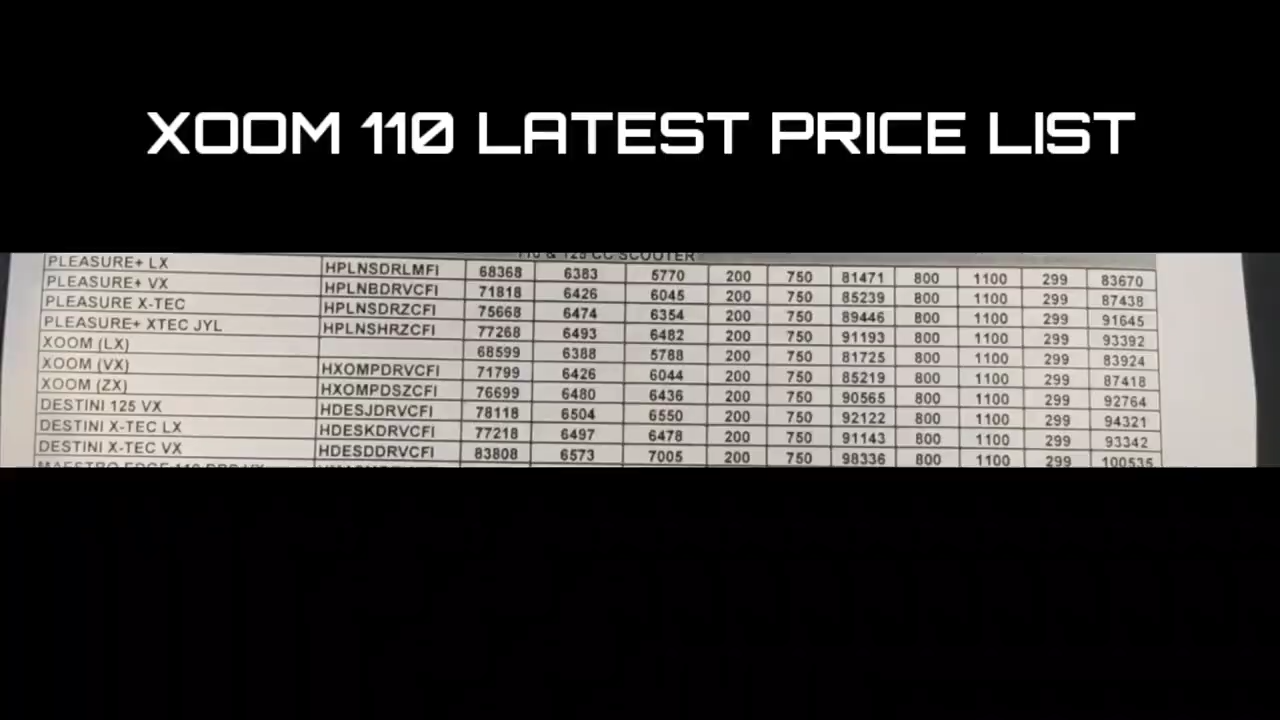 XOOM 110 LATEST PRICE LIST
110 & 125 CC SCOOTER
PLEASURE+ LX HPLNSDRLMFI 68368 6383 5770 200 750 81471 800 1100 299 83670
PLEASURE+ VX HPLNBDRVCFI 71818 6426 6045 200 750 85239 800 1100 299 87438
PLEASURE X-TEC HPLNSDRZCFI 75668 6474 6354 200 750 89446 800 1100 299 91645
PLEASURE+ XTEC JYL HPLNSHRZCFI 77268 6493 6482 200 750 91193 800 1100 299 93392
XOOM (LX) 68599 6388 5788 200 750 81725 800 1100 299 83924
XOOM (VX) HXOMPDRVCFI 71799 6426 6044 200 750 85219 800 1100 299 87418
XOOM (ZX) HXOMPDSZCFI 76699 6480 6436 200 750 90565 800 1100 299 92764
DESTINI 125 VX HDESJDRVCFI 78118 6504 6550 200 750 92122 800 1100 299 94321
DESTINI X-TEC LX HDESKDRVCFI 77218 6497 6478 200 750 91143 800 1100 299 93342
DESTINI X-TEC VX HDESDDRVCFI 83808 6573 7005 200 750 98336 800 1100 299 100535